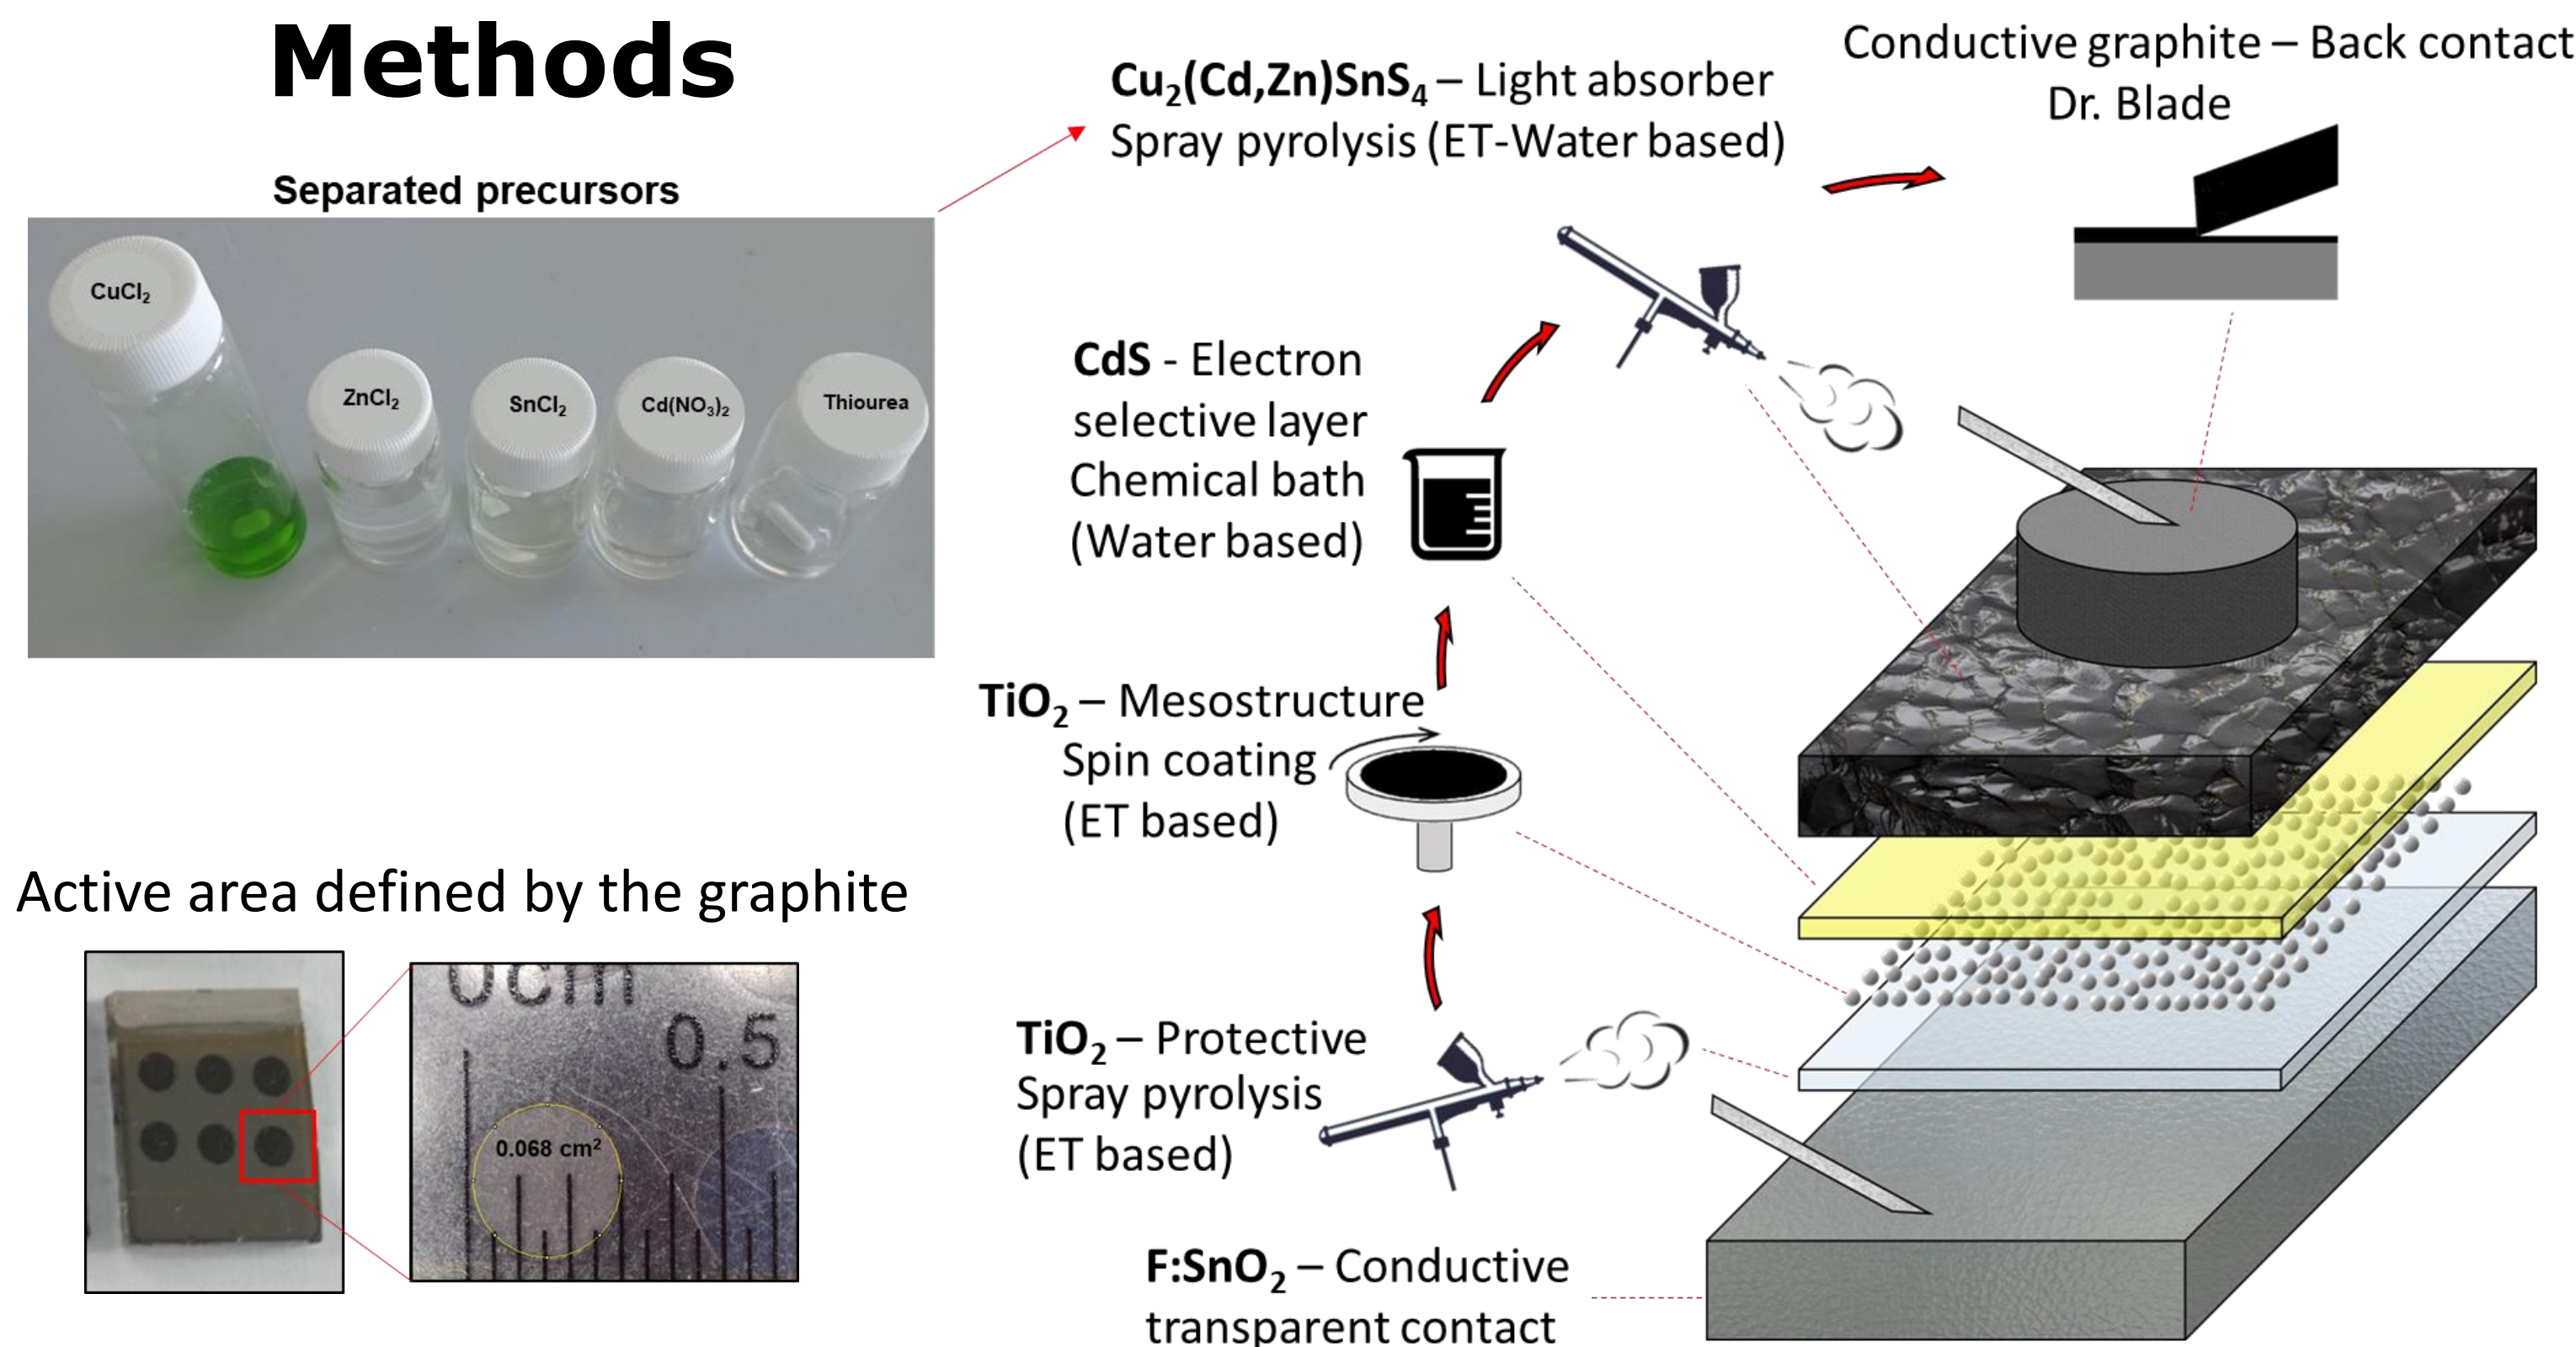 Methods
Separated precursors
CuCl₂
ZnCl₂
SnCl₂
Cd(NO₃)₂
Thiourea
Active area defined by the graphite
0cm
0.5
0.068 cm²
Cu₂(Cd,Zn)SnS₄ – Light absorber
Spray pyrolysis (ET-Water based)
Conductive graphite – Back contact
Dr. Blade
CdS - Electron
selective layer
Chemical bath
(Water based)
TiO₂ – Mesostructure
Spin coating
(ET based)
TiO₂ – Protective
Spray pyrolysis
(ET based)
F:SnO₂ – Conductive
transparent contact